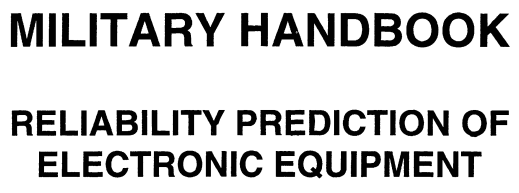 MILITARY HANDBOOK
RELIABILITY PREDICTION OF
ELECTRONIC EQUIPMENT